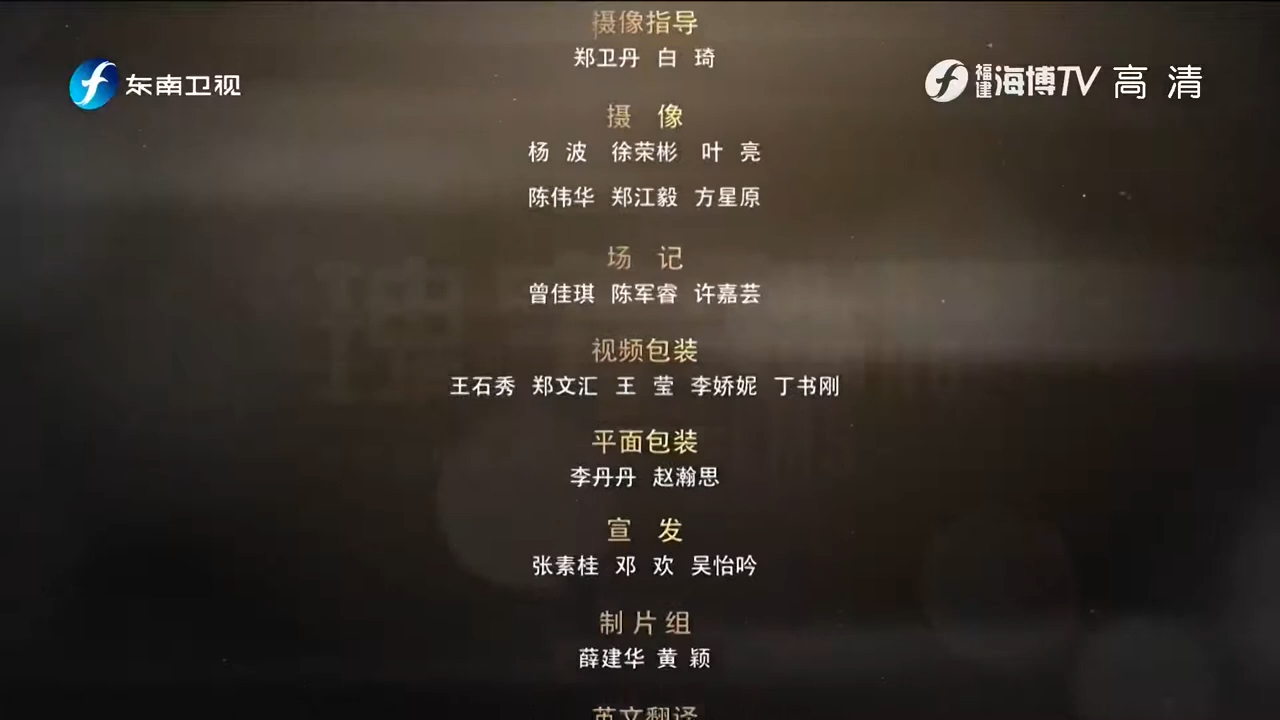 摄像指导
郑卫丹 白 琦
东南卫视
福建海博TV 高 清
摄 像
杨 波 徐荣彬 叶 亮
陈伟华 郑江毅 方星原
场 记
曾佳琪 陈军睿 许嘉芸
视频包装
王石秀 郑文汇 王 莹 李娇妮 丁书刚
平面包装
李丹丹 赵瀚思
宣 发
张素桂 邓 欢 吴怡吟
制片组
薛建华 黄 颖
英文翻译